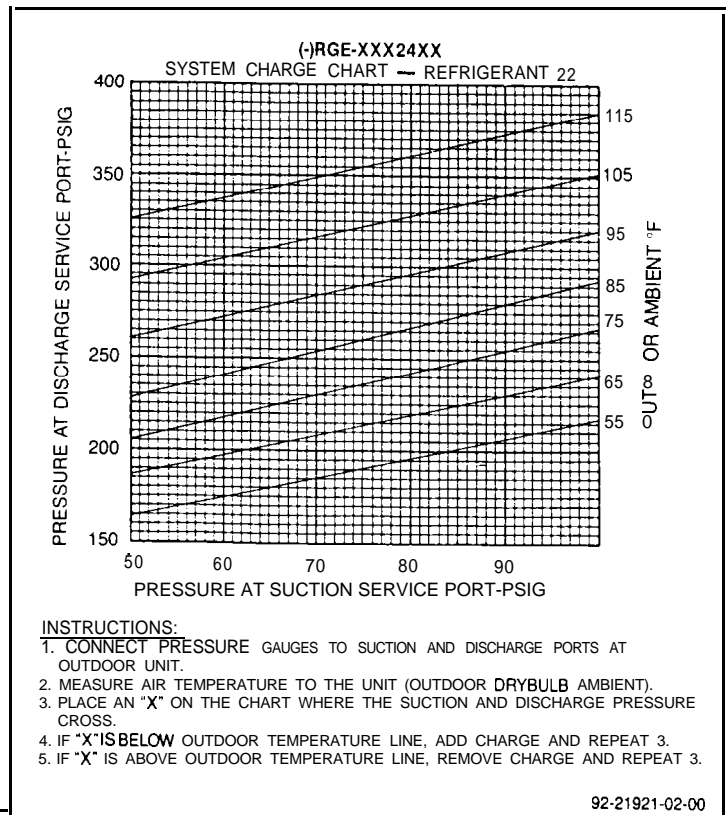 (-)RGE-XXX24XX
SYSTEM CHARGE CHART — REFRIGERANT 22
PRESSURE AT DISCHARGE SERVICE PORT-PSIG
400
350
300
250
200
150
115
105
95
85
75
65
55
OUT∞ OR AMBIENT °F
50 60 70 80 90
PRESSURE AT SUCTION SERVICE PORT-PSIG
INSTRUCTIONS:
1. CONNECT PRESSURE GAUGES TO SUCTION AND DISCHARGE PORTS AT
OUTDOOR UNIT.
2. MEASURE AIR TEMPERATURE TO THE UNIT (OUTDOOR DRYBULB AMBIENT).
3. PLACE AN "X" ON THE CHART WHERE THE SUCTION AND DISCHARGE PRESSURE
CROSS.
4. IF "X"IS BELOW OUTDOOR TEMPERATURE LINE, ADD CHARGE AND REPEAT 3.
5. IF "X" IS ABOVE OUTDOOR TEMPERATURE LINE, REMOVE CHARGE AND REPEAT 3.
92-21921-02-00